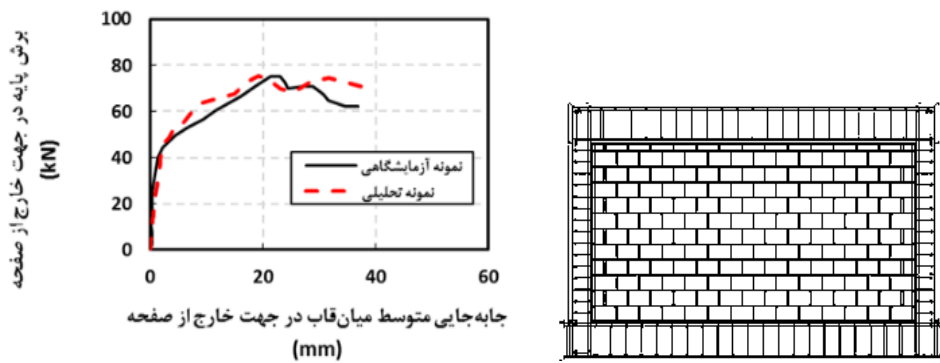 برش پایه در جهت خارج از صفحه
(kN)
100
80
60
40
20
0
نمونه آزمابشگاهی
نمونه تحلیلی
0 20 40 60
جابه‌جایی متوسط میان‌قاب در جهت خارج از صفحه
(mm)